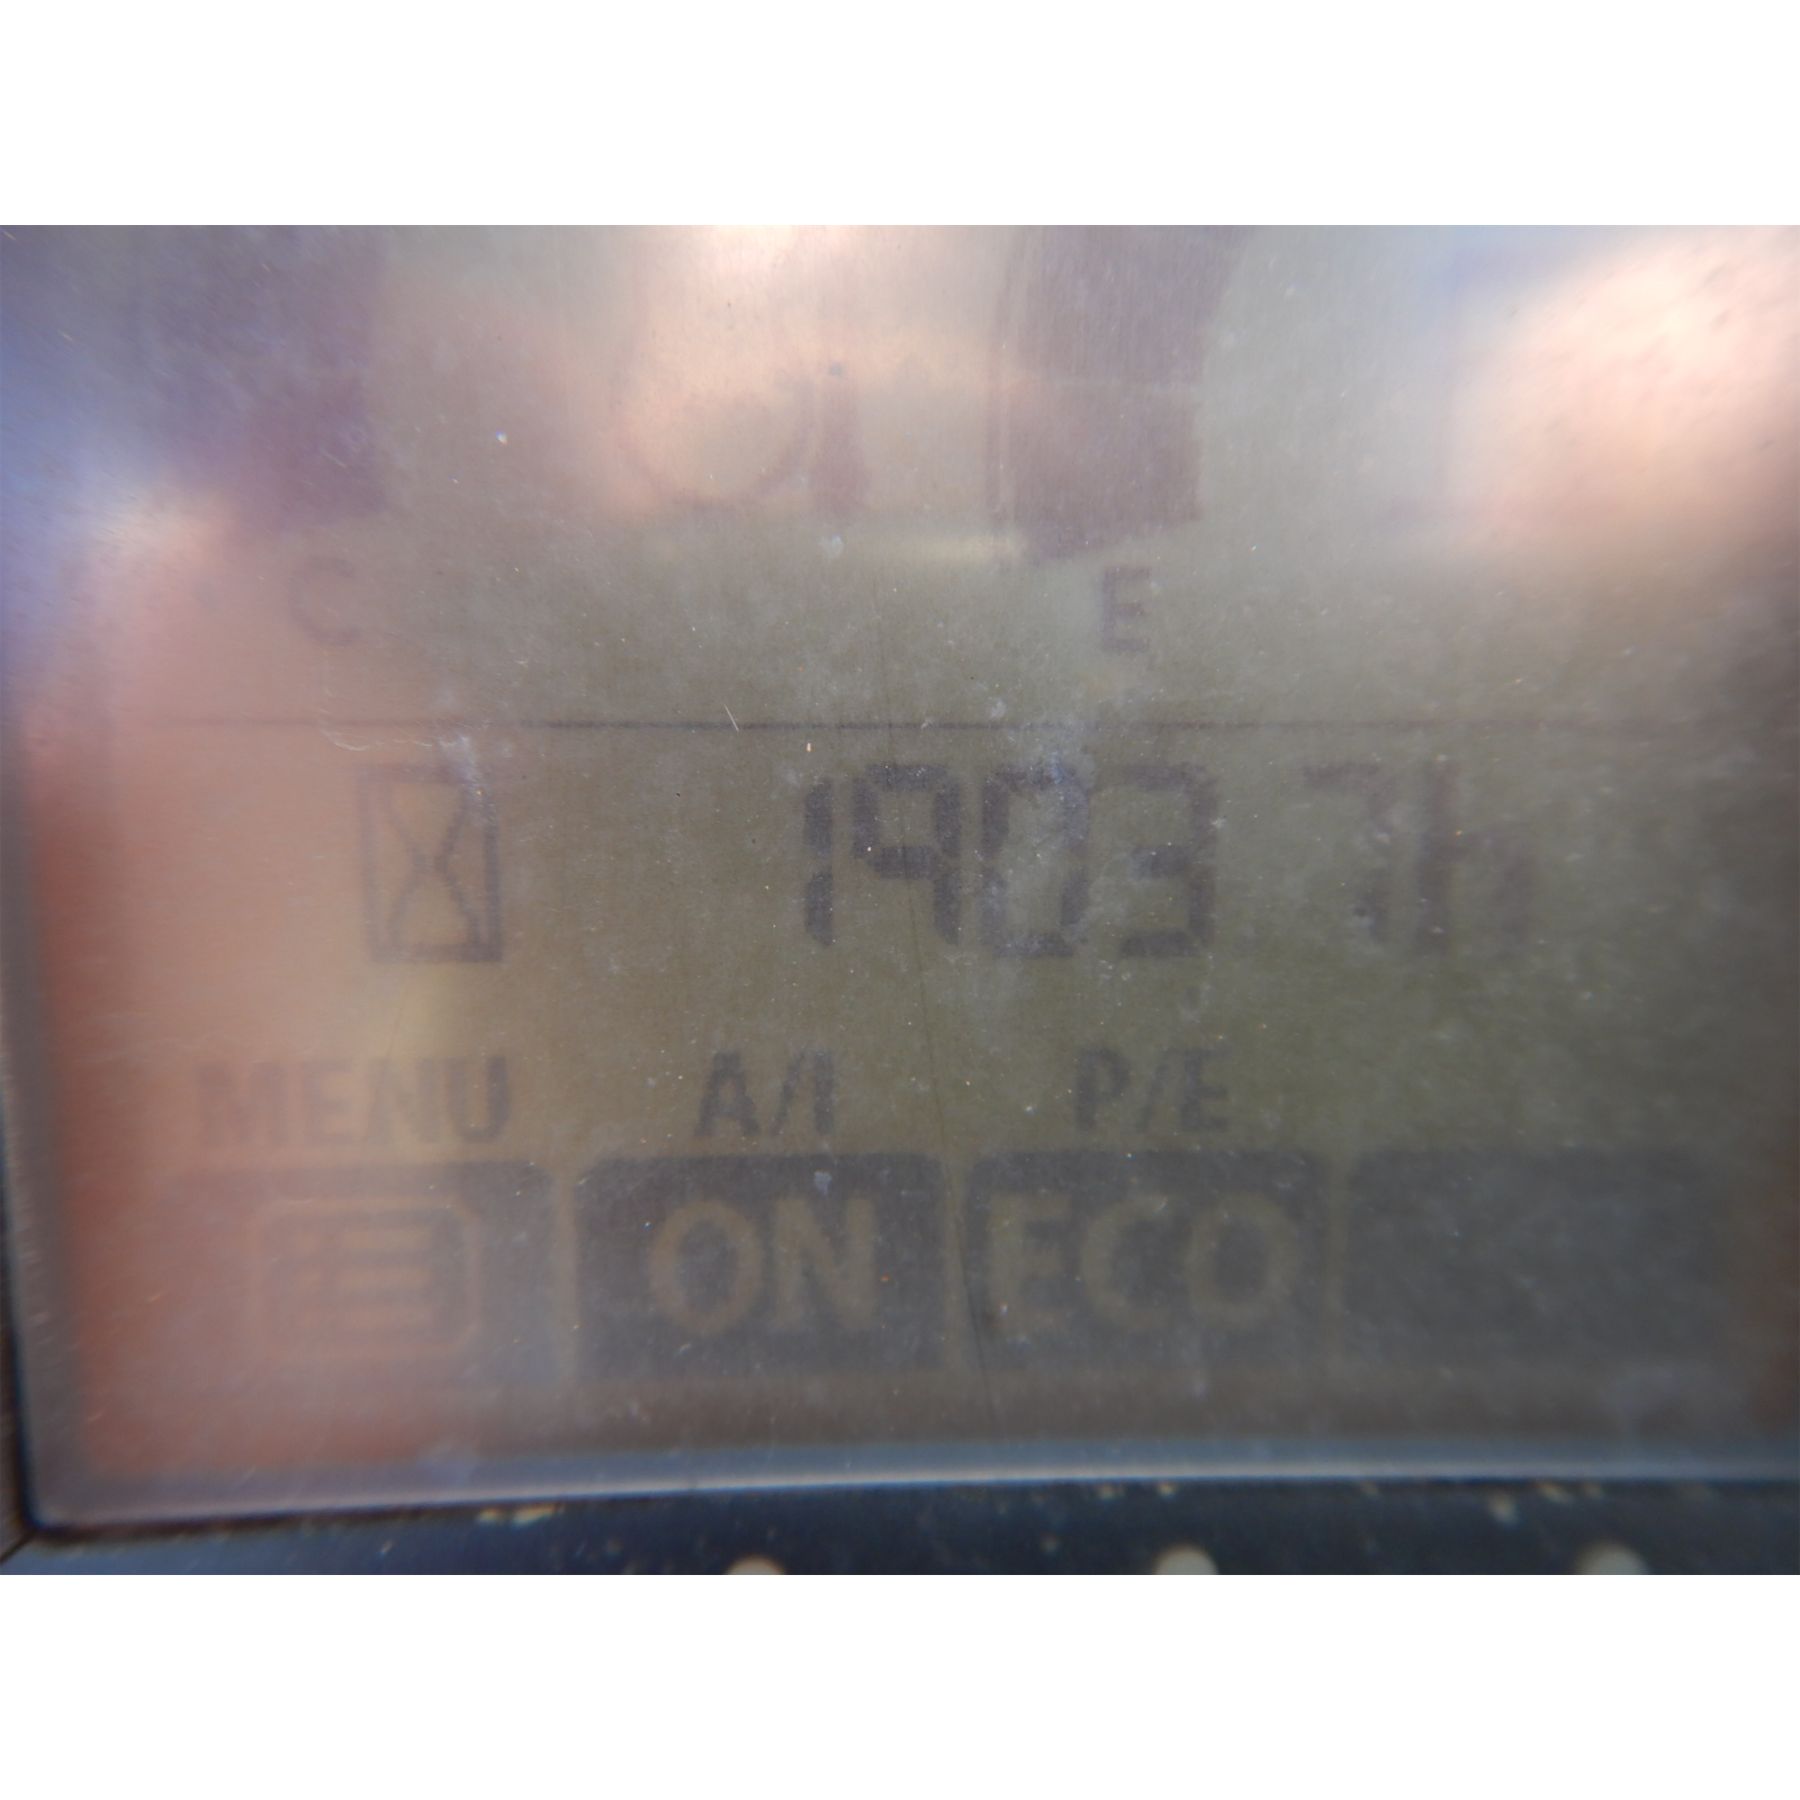 C E
1903.7h
MENU A/I P/E
ON ECO